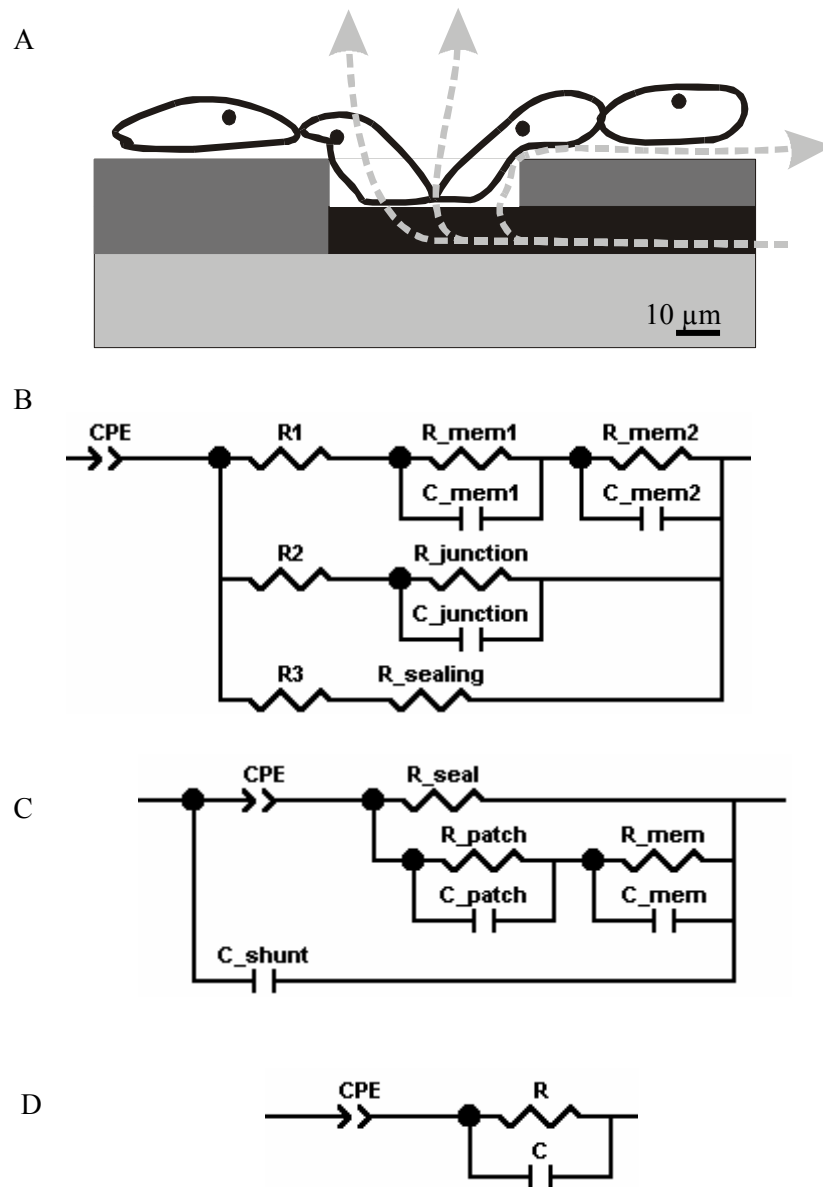 A
10 µm
B
CPE R1 R_mem1 R_mem2
C_mem1 C_mem2
R2 R_junction
C_junction
R3 R_sealing
C
CPE R_seal
R_patch R_mem
C_patch C_mem
C_shunt
D
CPE R
C